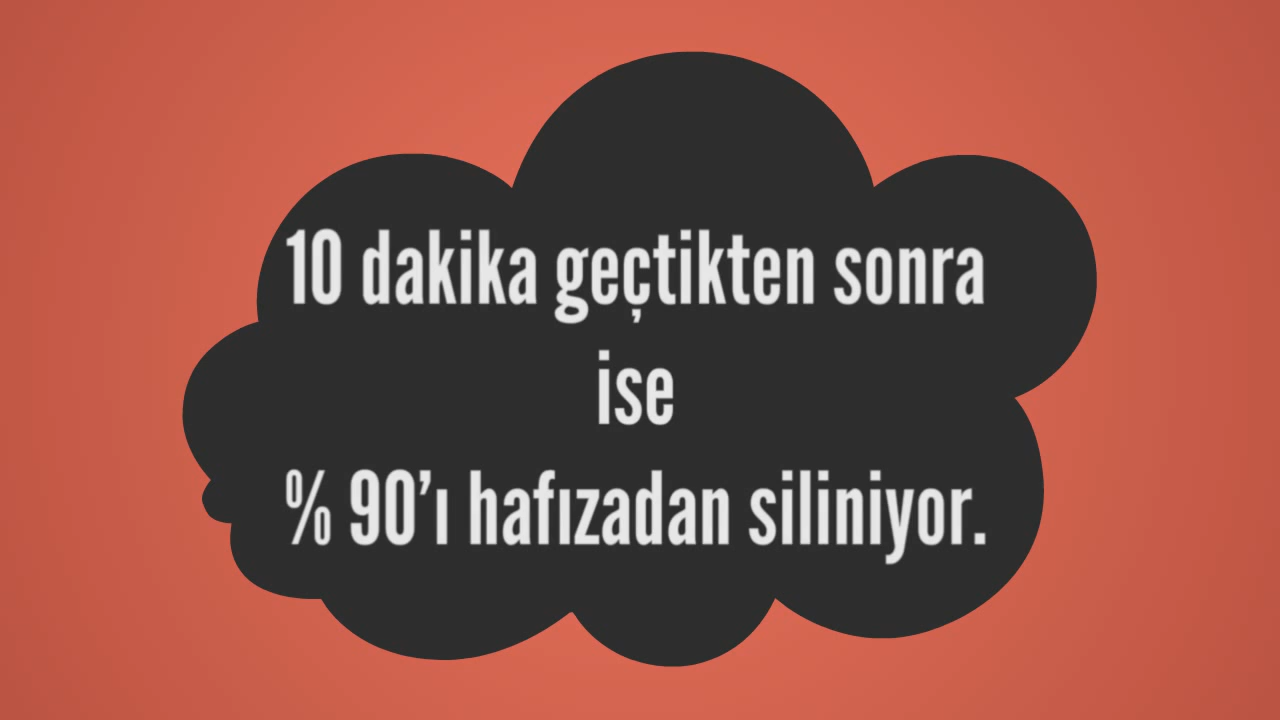 10 dakika geçtikten sonra
ise
% 90’ı hafızadan siliniyor.